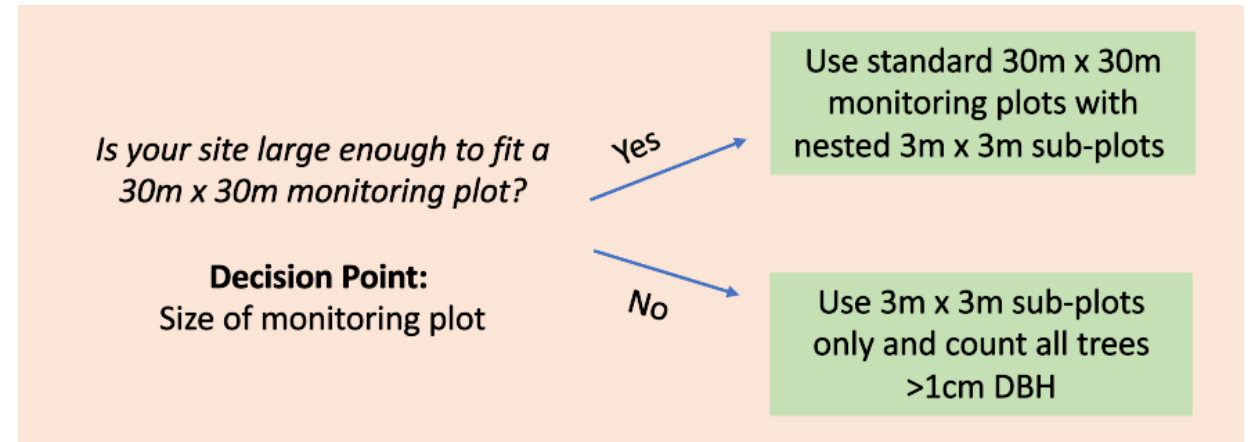 Is your site large enough to fit a
30m x 30m monitoring plot?
Decision Point:
Size of monitoring plot
Yes
No
Use standard 30m x 30m
monitoring plots with
nested 3m x 3m sub-plots
Use 3m x 3m sub-plots
only and count all trees
>1cm DBH